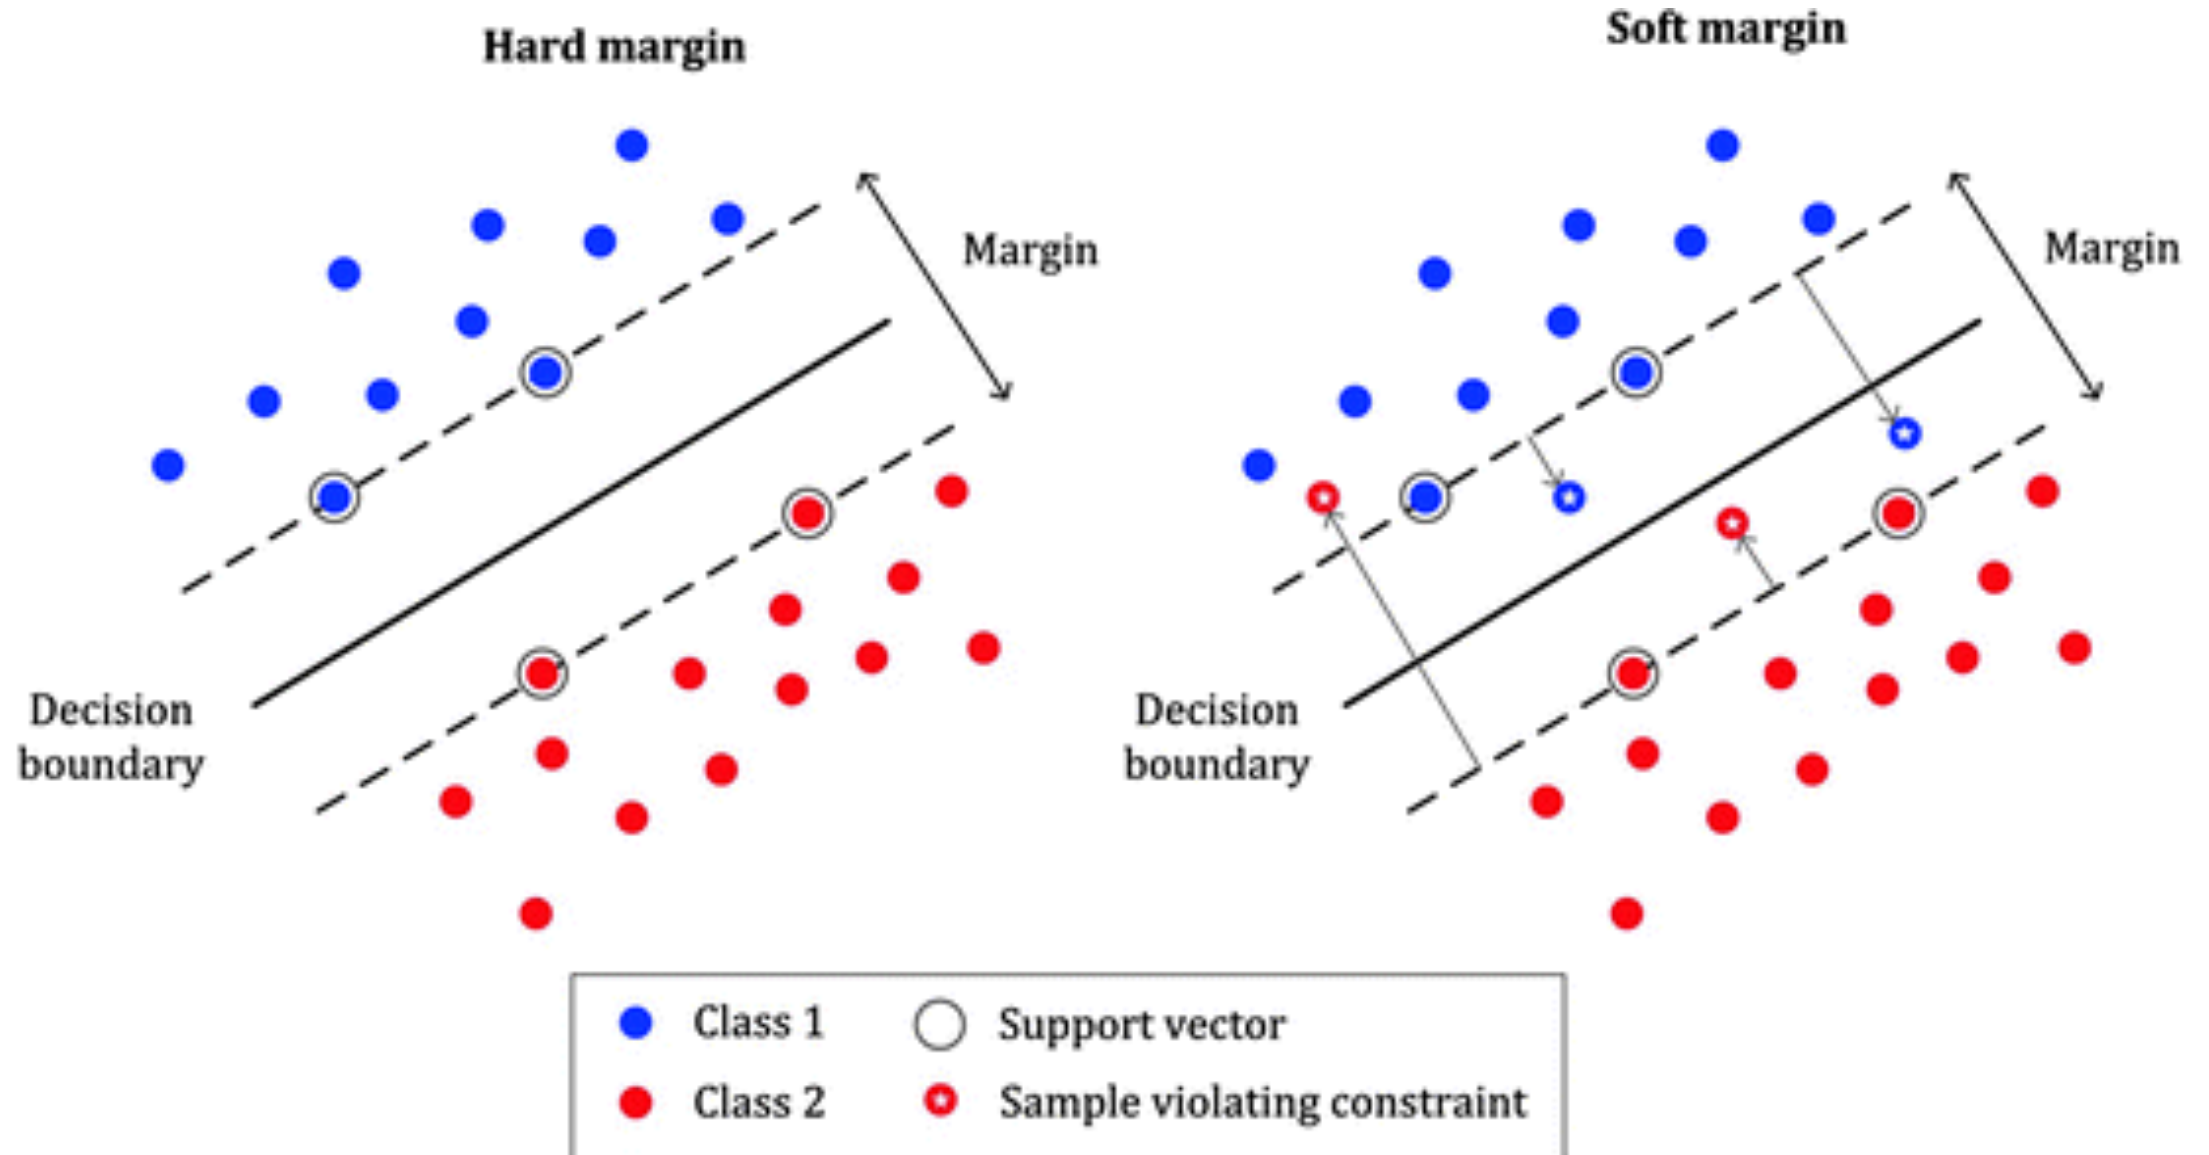 Hard margin
Soft margin
Margin
Margin
Decision
boundary
Decision
boundary
Class 1
Support vector
Class 2
Sample violating constraint